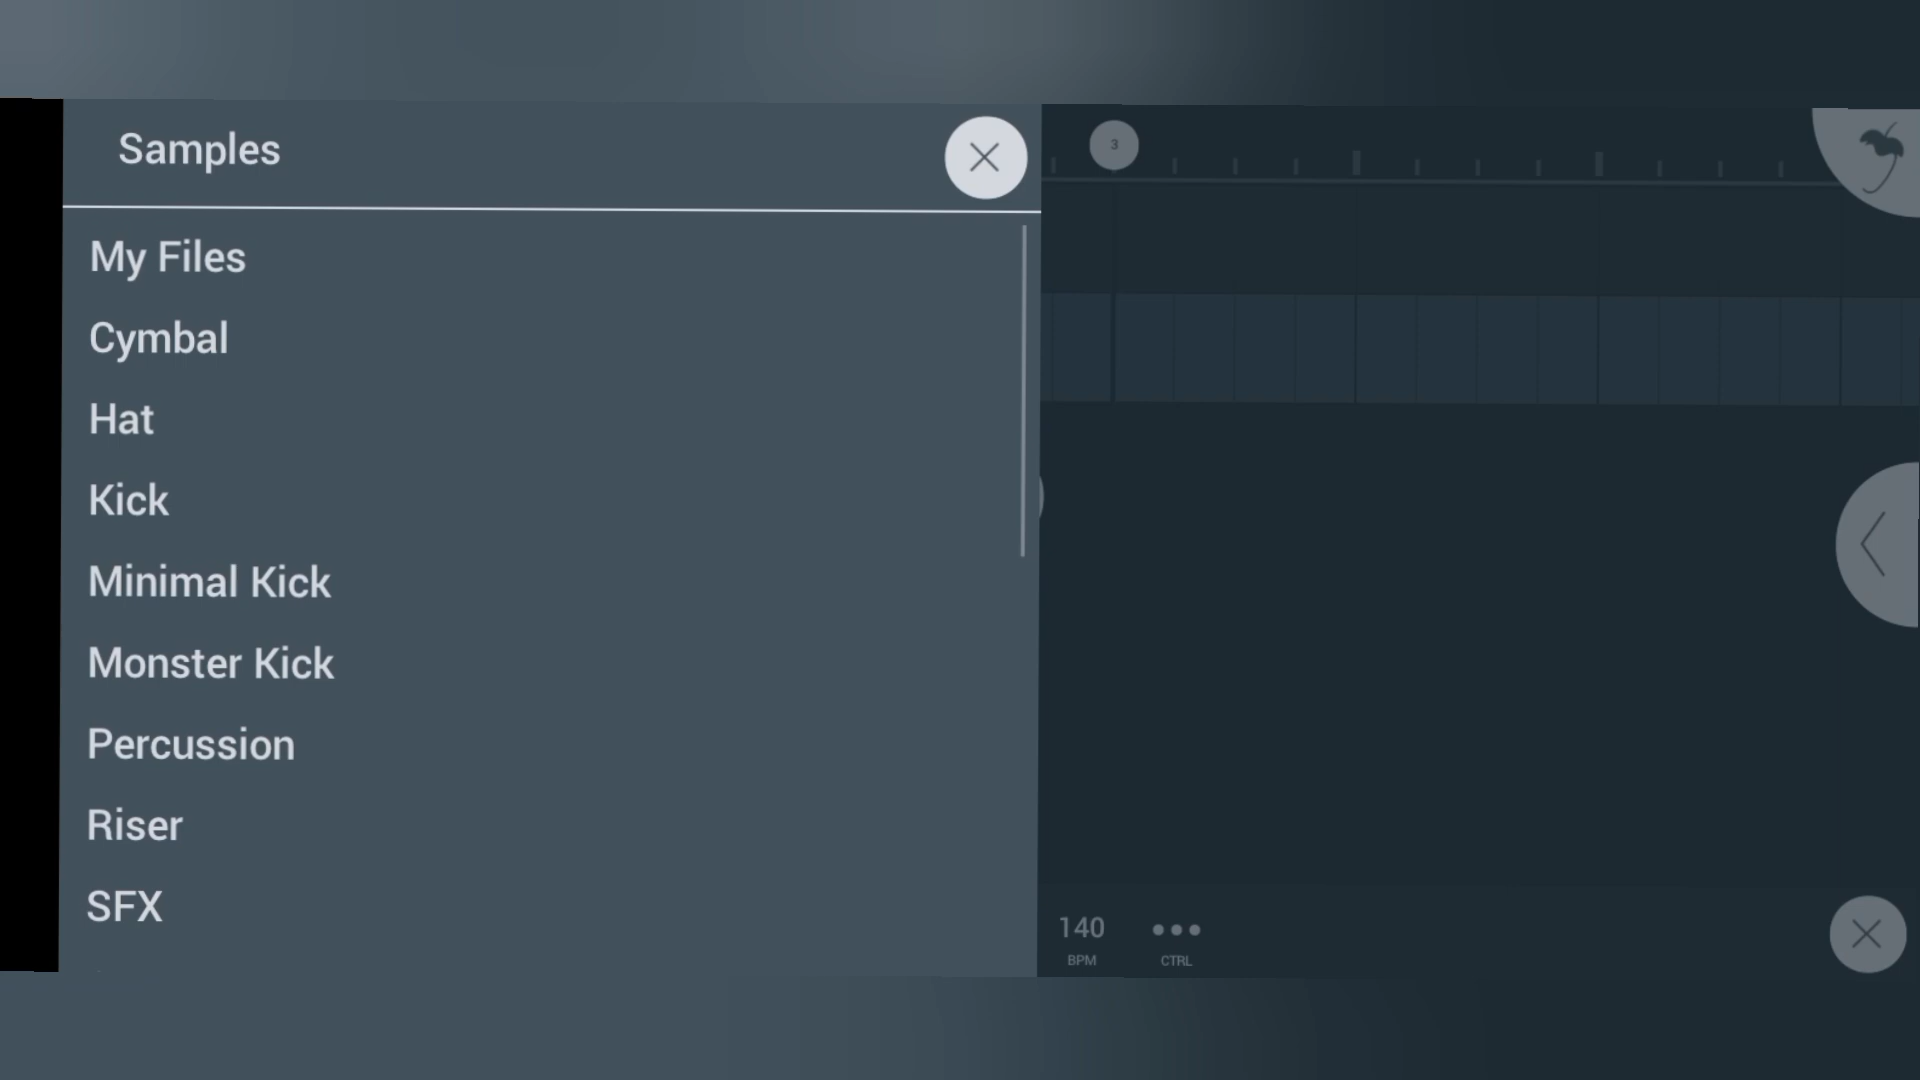 Samples
3
My Files
Cymbal
Hat
Kick
Minimal Kick
Monster Kick
Percussion
Riser
SFX
140
BPM
CTRL